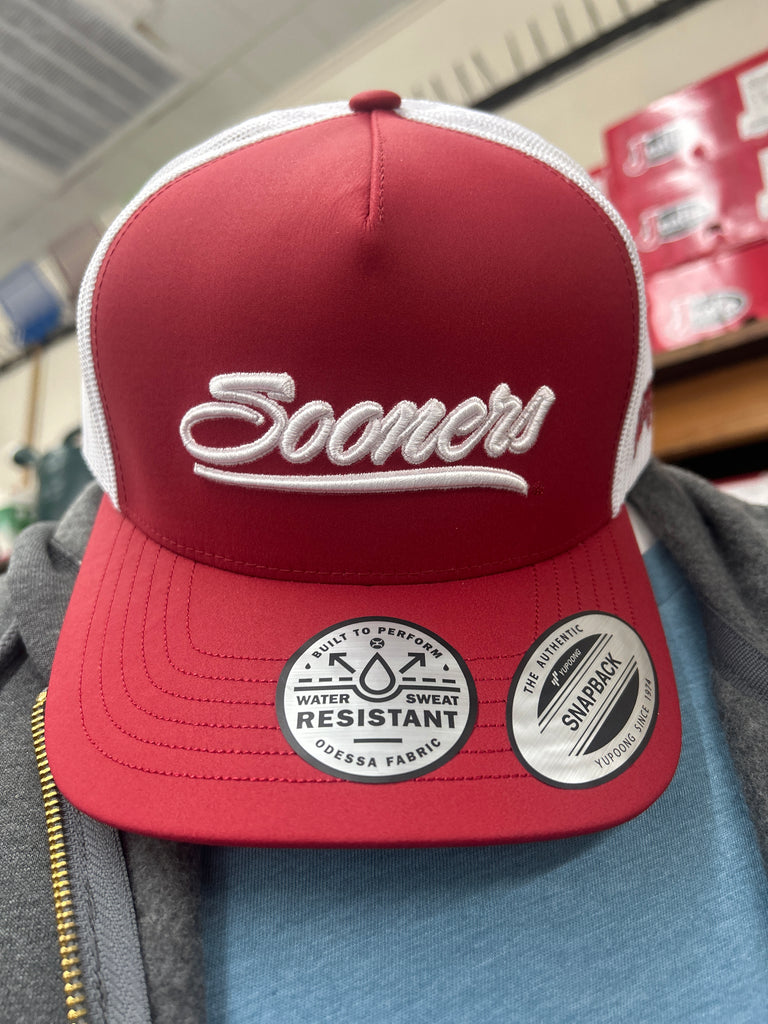 Sooners
BUILT TO PERFORM
WATER SWEAT
RESISTANT
ODESSA FABRIC
THE AUTHENTIC
YUPOONG
SNAPBACK
YUPOONG SINCE 1974